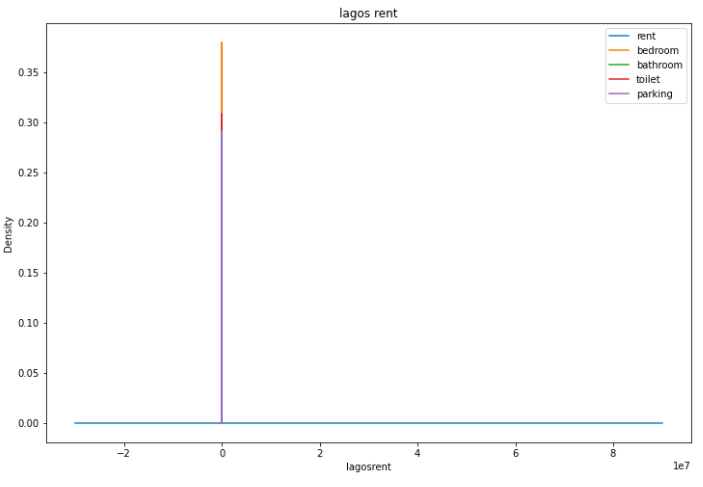 lagos rent
rent
bedroom
bathroom
toilet
parking
Density
0.35
0.30
0.25
0.20
0.15
0.10
0.05
0.00
−2 0 2 4 6 8
1e7
lagosrent